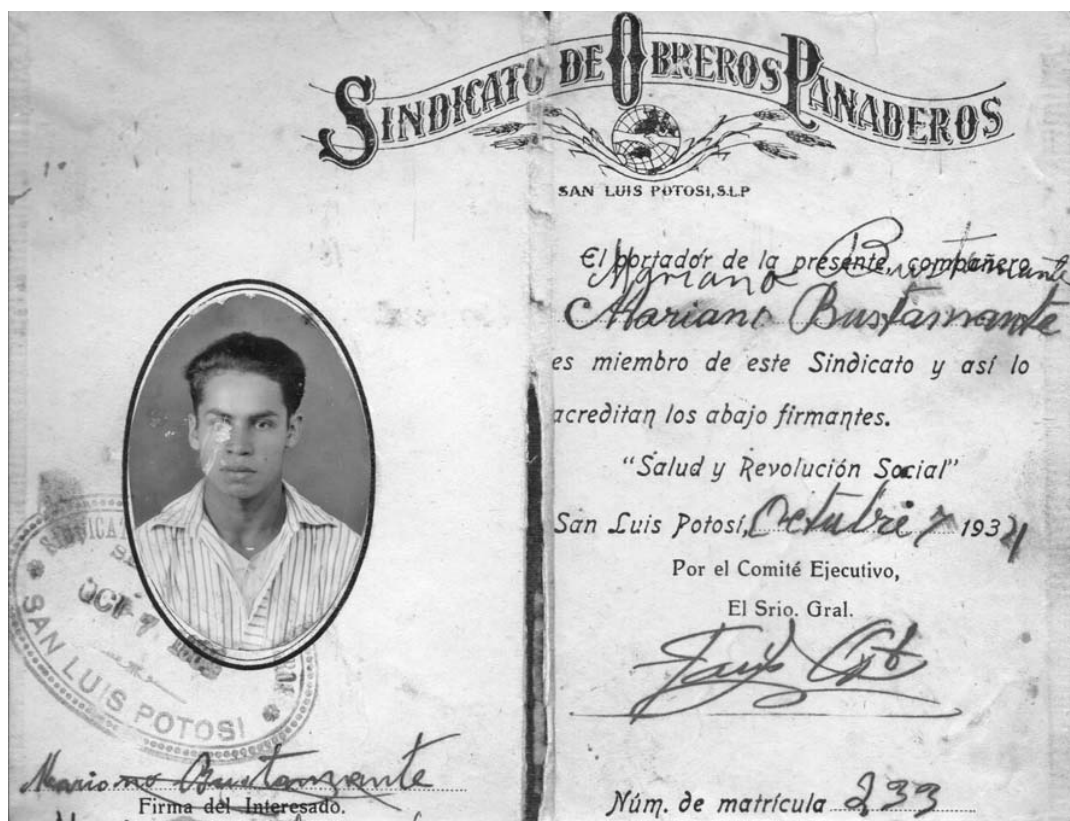 SINDICATO DE OBREROS PANADEROS
SAN LUIS POTOSI, S.L.P
El portador de la presente, compañero
Mariano Bustamante
Mariano Bustamante
es miembro de este Sindicato y así lo
acreditan los abajo firmantes.
"Salud y Revolución Social"
San Luis Potosí, Octubre 7 1934
Por el Comité Ejecutivo,
El Srio. Gral.
Núm. de matrícula 233
SINDICATO
OCT 7
SAN LUIS POTOSI
Mariano Bustamante
Firma del Interesado.